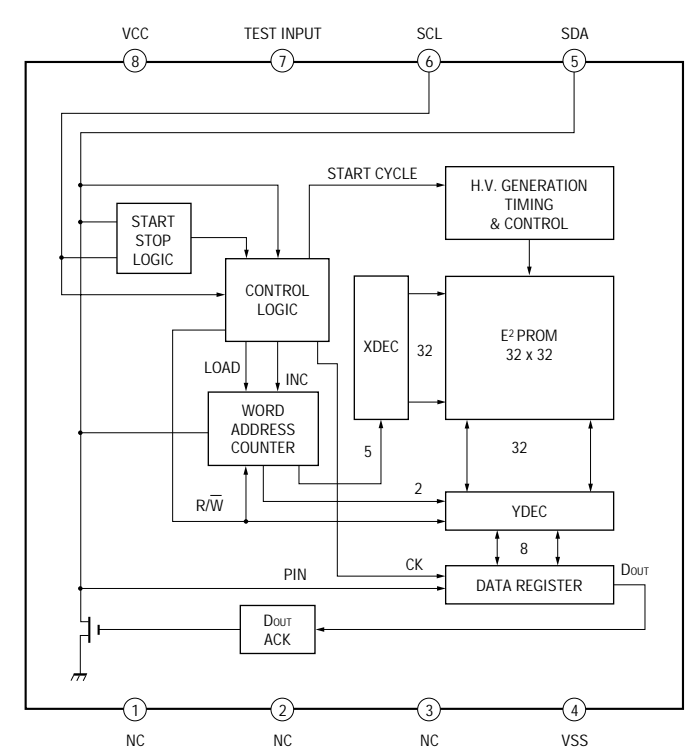 VCC TEST INPUT SCL SDA
8 7 6 5
START CYCLE
H.V. GENERATION
TIMING
& CONTROL
START
STOP
LOGIC
CONTROL
LOGIC
XDEC
32
E² PROM
32 x 32
LOAD
INC
WORD
ADDRESS
COUNTER
5
32
2
R/W̅
YDEC
8
CK
PIN
DATA REGISTER
DOUT
DOUT
ACK
1 2 3 4
NC NC NC VSS